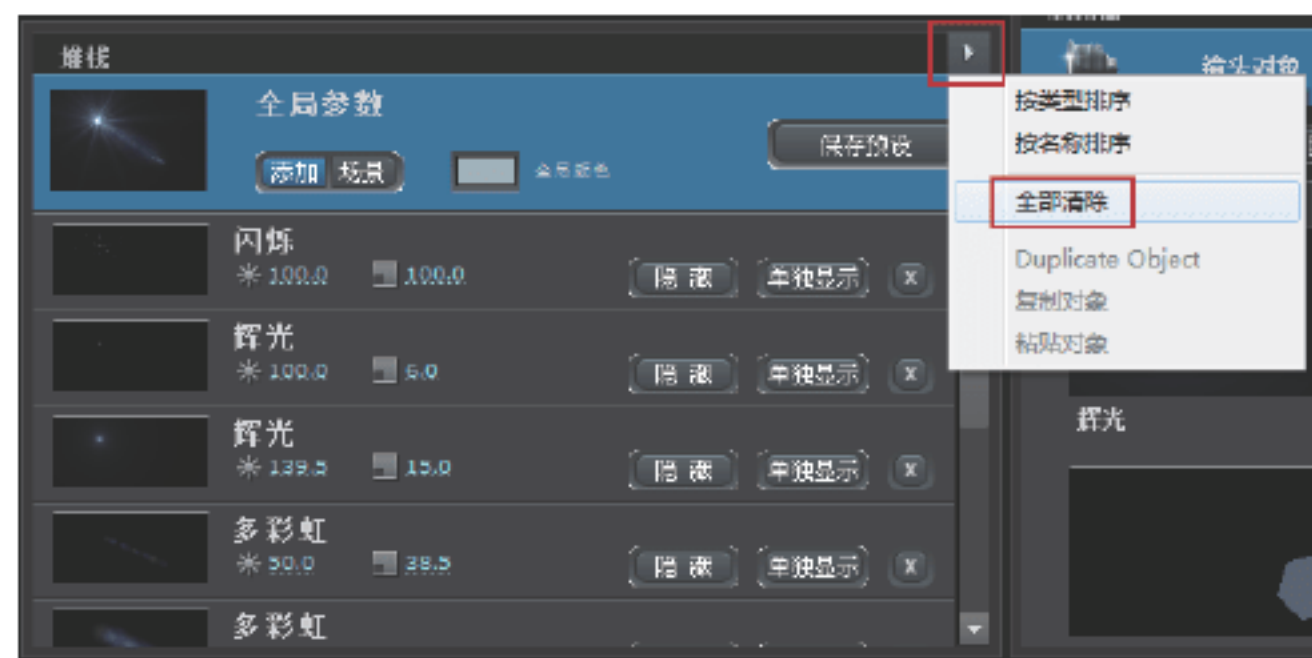 堆栈
全局参数
添加 场景 全局颜色 保存预设
闪烁
100.0 100.0 隐藏 单独显示 X
辉光
100.0 6.0 隐藏 单独显示 X
辉光
139.5 15.0 隐藏 单独显示 X
多彩虹
50.0 38.5 隐藏 单独显示 X
多彩虹
镜头对象
按类型排序
按名称排序
全部清除
Duplicate Object
复制对象
粘贴对象
辉光